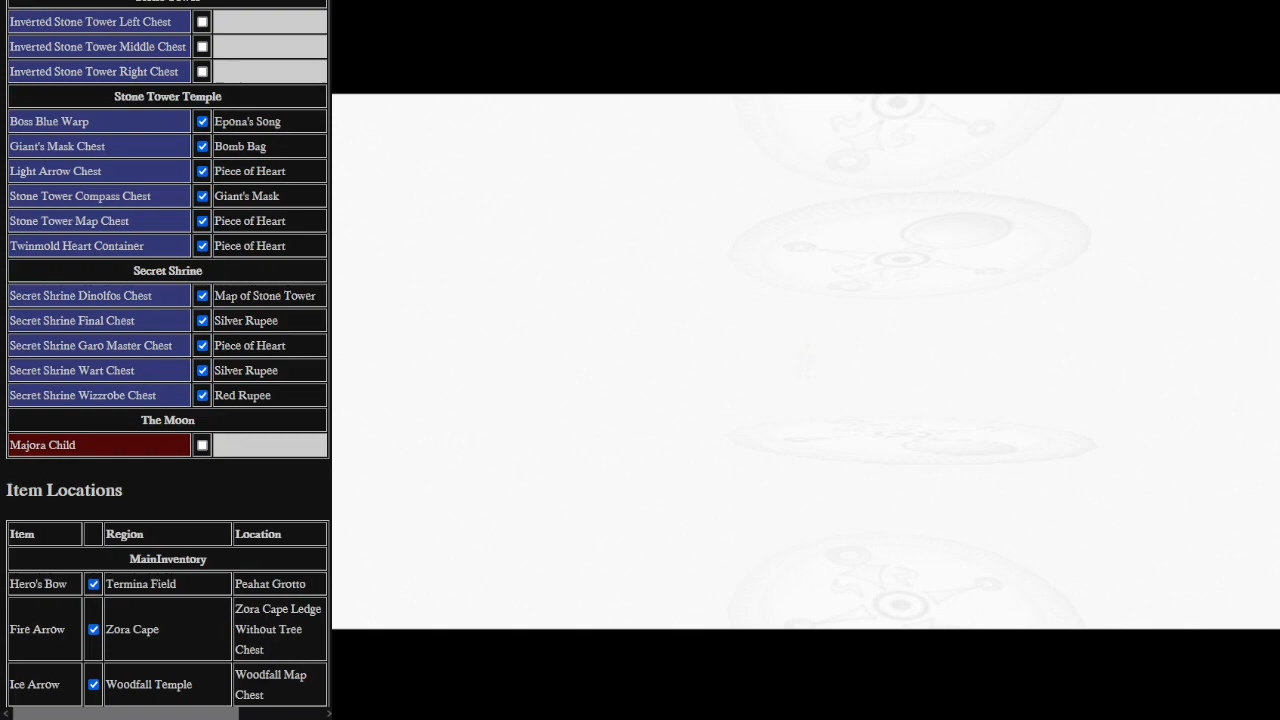 Inverted Stone Tower Left Chest
Inverted Stone Tower Middle Chest
Inverted Stone Tower Right Chest
Stone Tower Temple
Boss Blue Warp Epona's Song
Giant's Mask Chest Bomb Bag
Light Arrow Chest Piece of Heart
Stone Tower Compass Chest Giant's Mask
Stone Tower Map Chest Piece of Heart
Twinmold Heart Container Piece of Heart
Secret Shrine
Secret Shrine Dinolfos Chest Map of Stone Tower
Secret Shrine Final Chest Silver Rupee
Secret Shrine Garo Master Chest Piece of Heart
Secret Shrine Wart Chest Silver Rupee
Secret Shrine Wizzrobe Chest Red Rupee
The Moon
Majora Child
Item Locations
Item Region Location
MainInventory
Hero's Bow Termina Field Peahat Grotto
Fire Arrow Zora Cape Zora Cape Ledge
Without Tree
Chest
Ice Arrow Woodfall Temple Woodfall Map
Chest